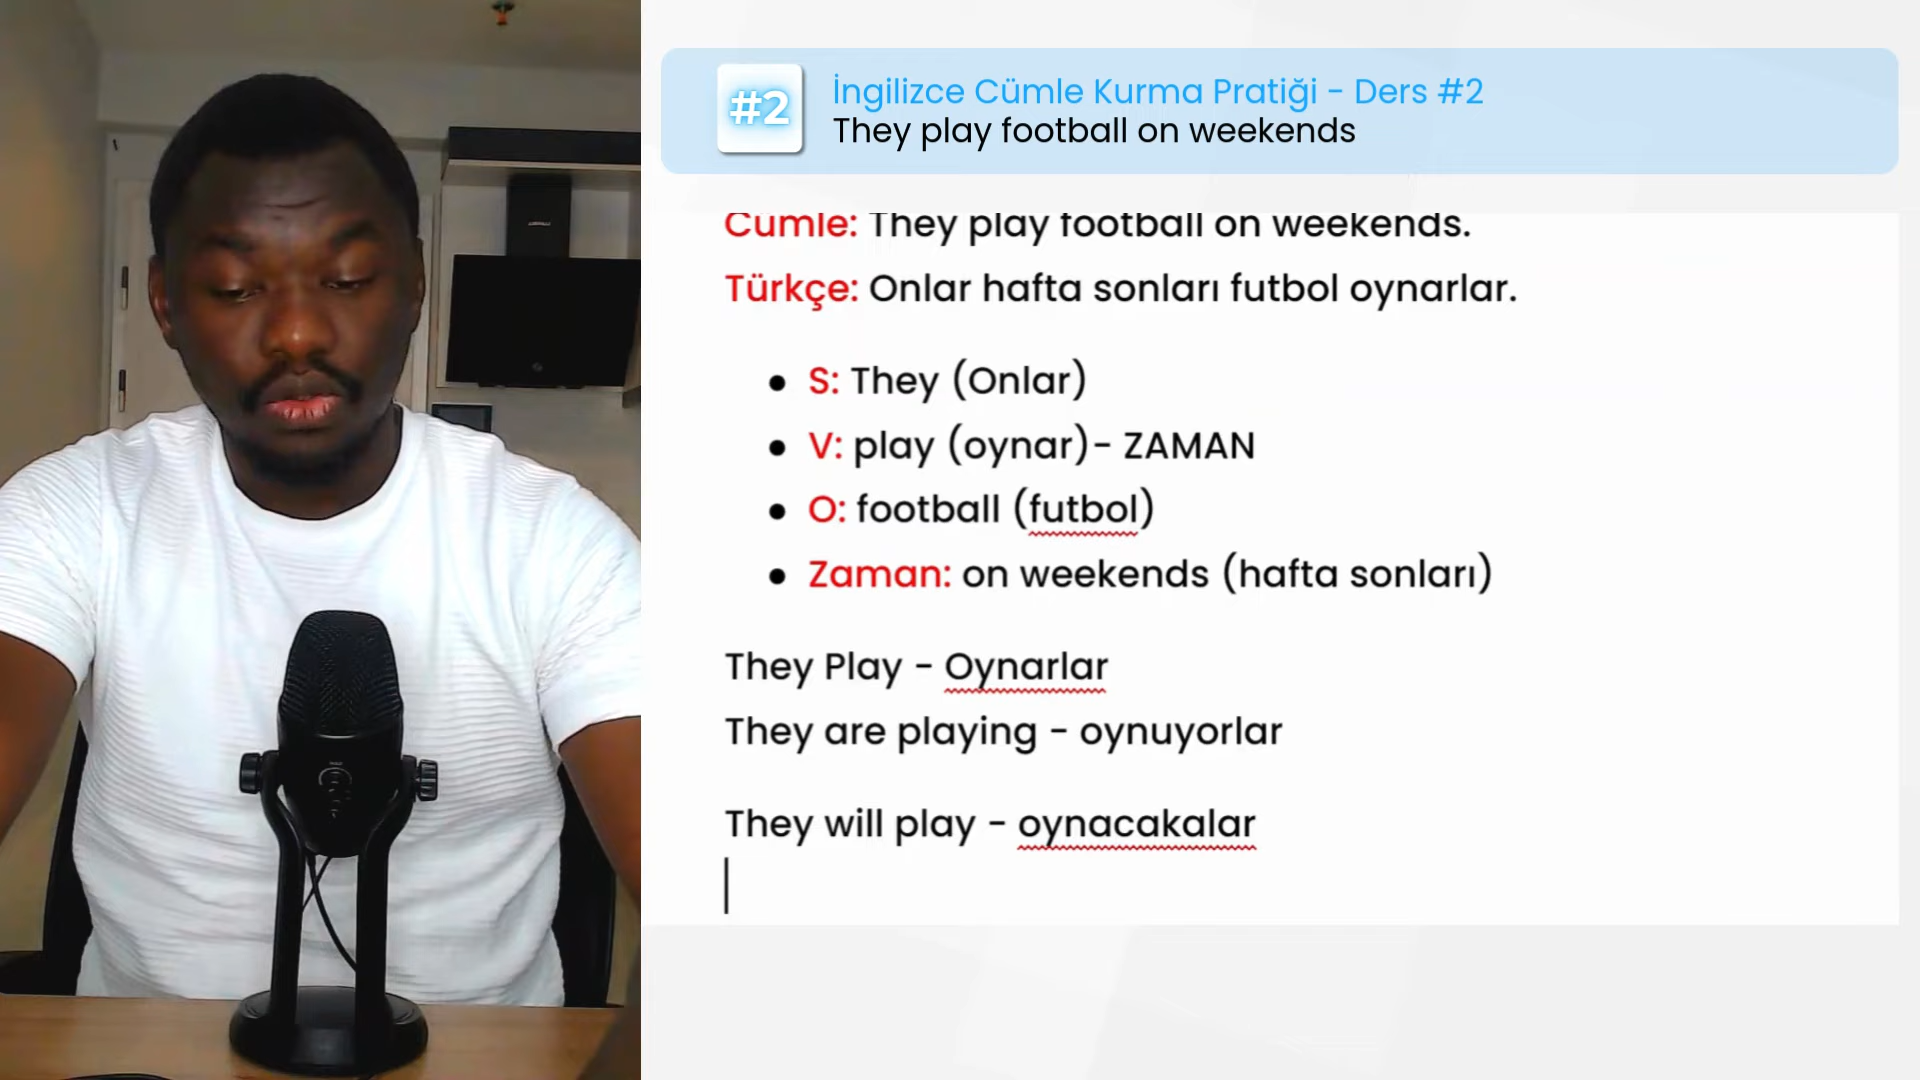 #2
İngilizce Cümle Kurma Pratiği - Ders #2
They play football on weekends
Cümle: They play football on weekends.
Türkçe: Onlar hafta sonları futbol oynarlar.
S: They (Onlar)
V: play (oynar)- ZAMAN
O: football (futbol)
Zaman: on weekends (hafta sonları)
They Play - Oynarlar
They are playing - oynuyorlar
They will play - oynacakalar